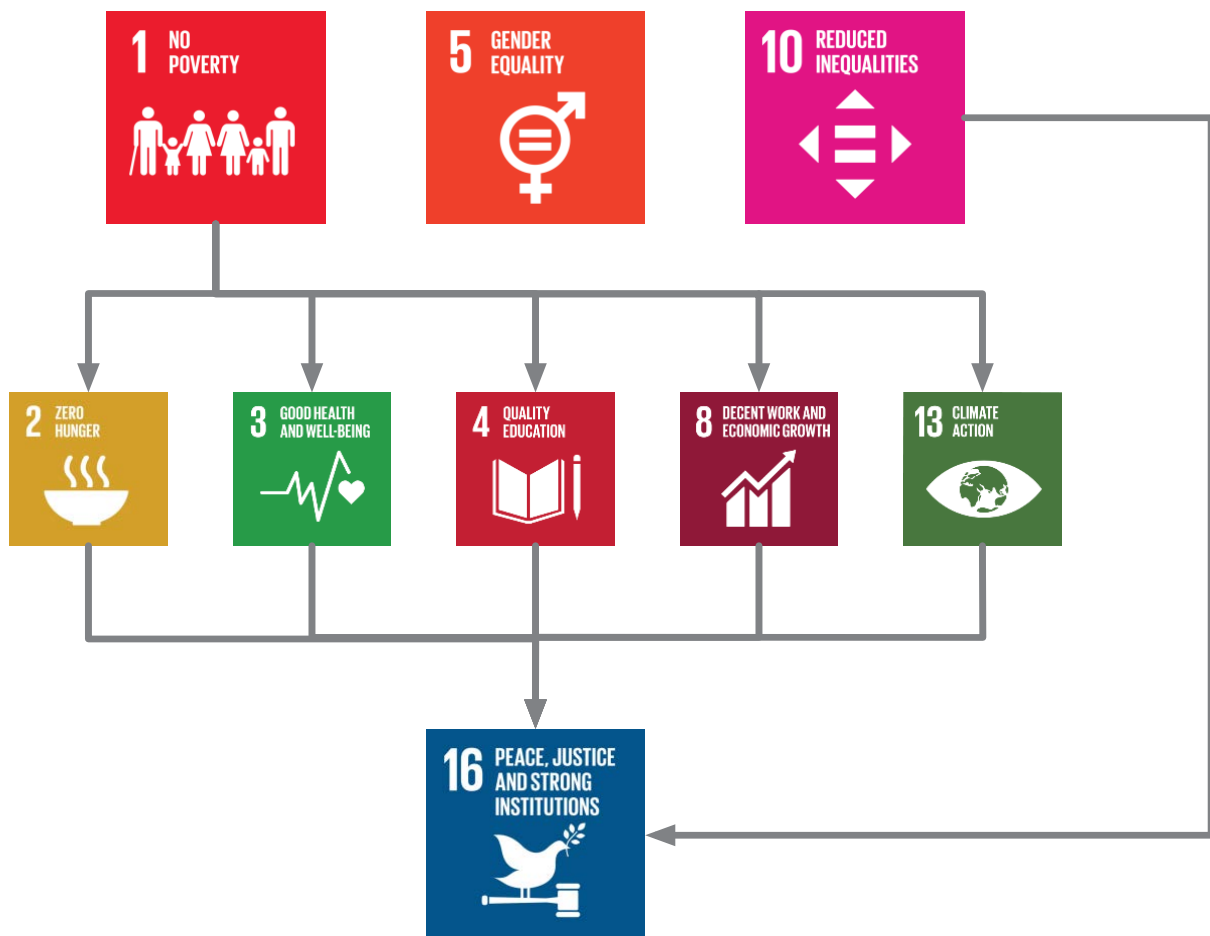 1 NO
POVERTY
5 GENDER
EQUALITY
10 REDUCED
INEQUALITIES
2 ZERO
HUNGER
3 GOOD HEALTH
AND WELL-BEING
4 QUALITY
EDUCATION
8 DECENT WORK AND
ECONOMIC GROWTH
13 CLIMATE
ACTION
16 PEACE, JUSTICE
AND STRONG
INSTITUTIONS